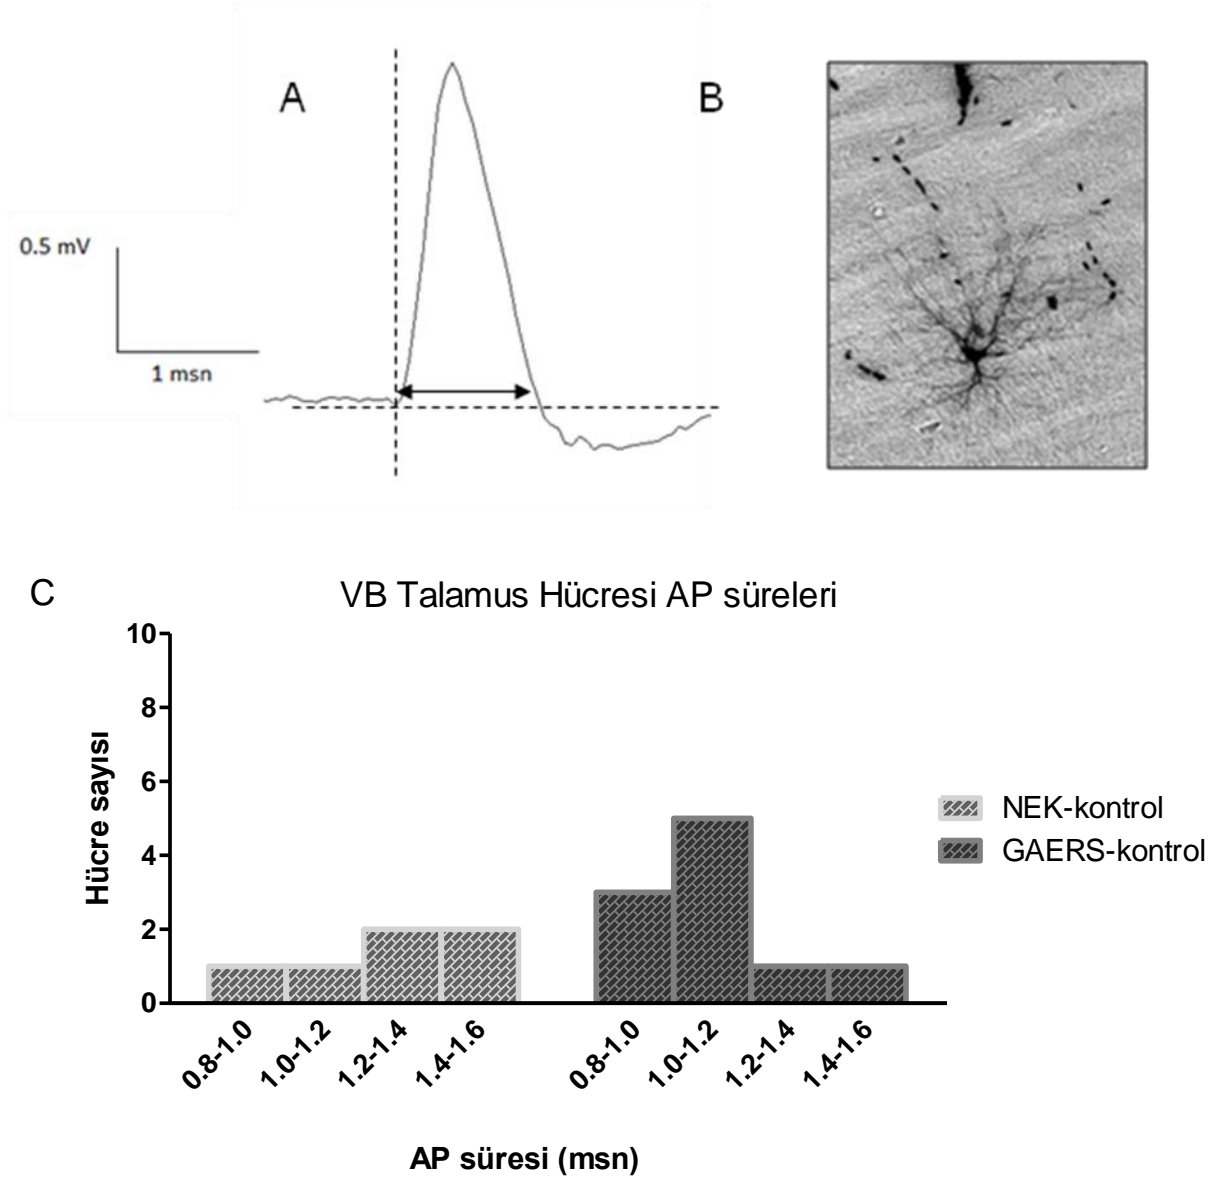 A
B
0.5 mV
1 msn
C
VB Talamus Hücresi AP süreleri
10
8
6
4
2
0
Hücre sayısı
NEK-kontrol
GAERS-kontrol
0.8-1.0
1.0-1.2
1.2-1.4
1.4-1.6
0.8-1.0
1.0-1.2
1.2-1.4
1.4-1.6
AP süresi (msn)